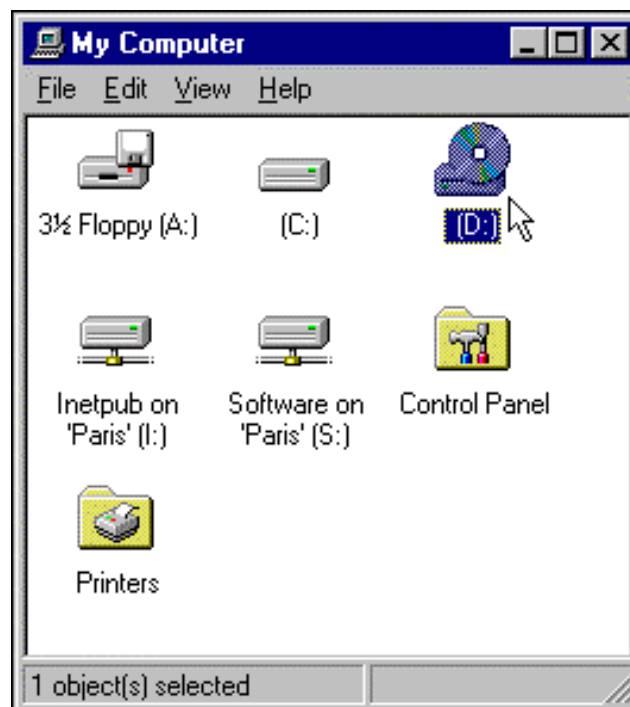 My Computer
File Edit View Help
3½ Floppy (A:) (C:) (D:)
Inetpub on 'Paris' (I:)
Software on 'Paris' (S:)
Control Panel
Printers
1 object(s) selected